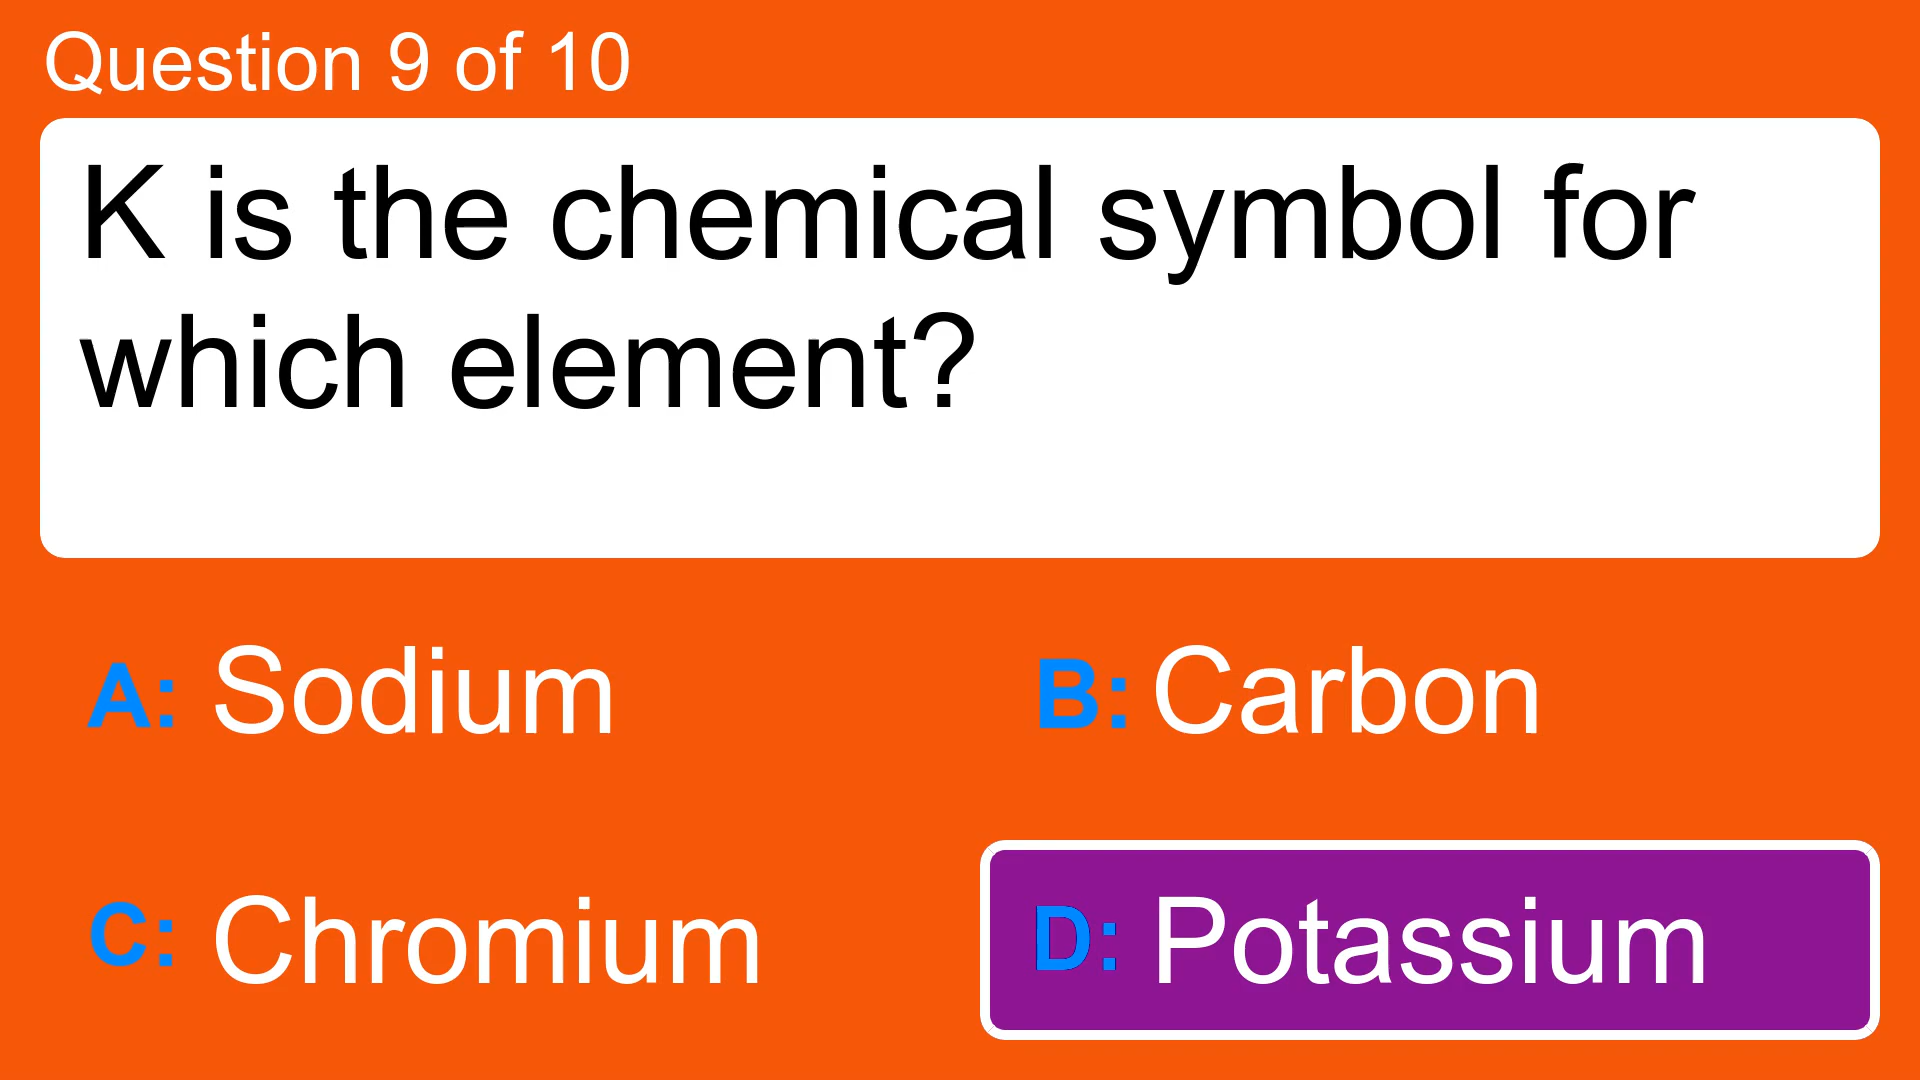 Question 9 of 10
K is the chemical symbol for
which element?
A: Sodium
B: Carbon
C: Chromium
D: Potassium